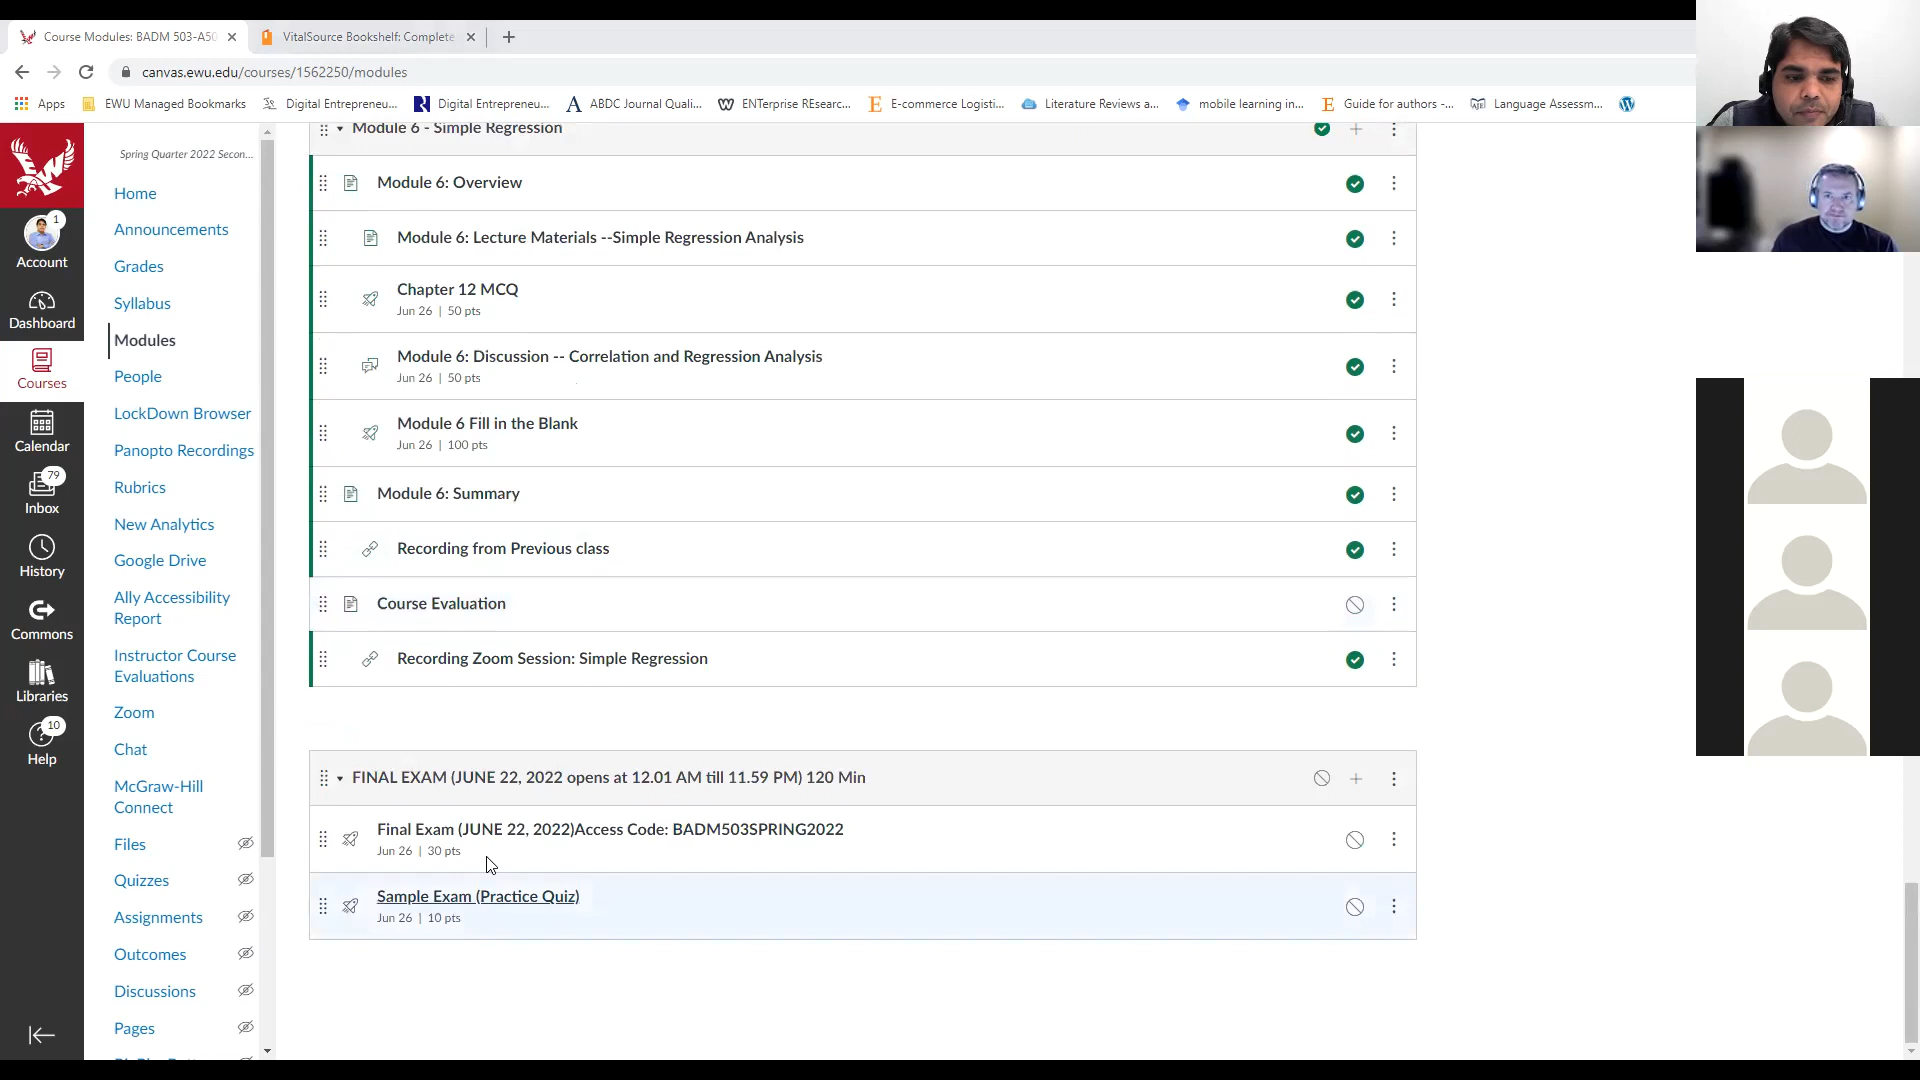 Course Modules: BADM 503-A50
VitalSource Bookshelf: Complete
canvas.ewu.edu/courses/1562250/modules
Apps
EWU Managed Bookmarks
Digital Entrepreneu...
Digital Entrepreneu...
ABDC Journal Quali...
ENTerprise REsearc...
E-commerce Logisti...
Literature Reviews a...
mobile learning in...
Guide for authors -...
Language Assessm...
Account
1
Dashboard
Courses
Calendar
79
Inbox
History
Commons
Libraries
10
Help
Spring Quarter 2022 Secon...
Home
Announcements
Grades
Syllabus
Modules
People
LockDown Browser
Panopto Recordings
Rubrics
New Analytics
Google Drive
Ally Accessibility
Report
Instructor Course
Evaluations
Zoom
Chat
McGraw-Hill
Connect
Files
Quizzes
Assignments
Outcomes
Discussions
Pages
Module 6 - Simple Regression
Module 6: Overview
Module 6: Lecture Materials --Simple Regression Analysis
Chapter 12 MCQ
Jun 26 | 50 pts
Module 6: Discussion -- Correlation and Regression Analysis
Jun 26 | 50 pts
Module 6 Fill in the Blank
Jun 26 | 100 pts
Module 6: Summary
Recording from Previous class
Course Evaluation
Recording Zoom Session: Simple Regression
FINAL EXAM (JUNE 22, 2022 opens at 12.01 AM till 11.59 PM) 120 Min
Final Exam (JUNE 22, 2022)Access Code: BADM503SPRING2022
Jun 26 | 30 pts
Sample Exam (Practice Quiz)
Jun 26 | 10 pts